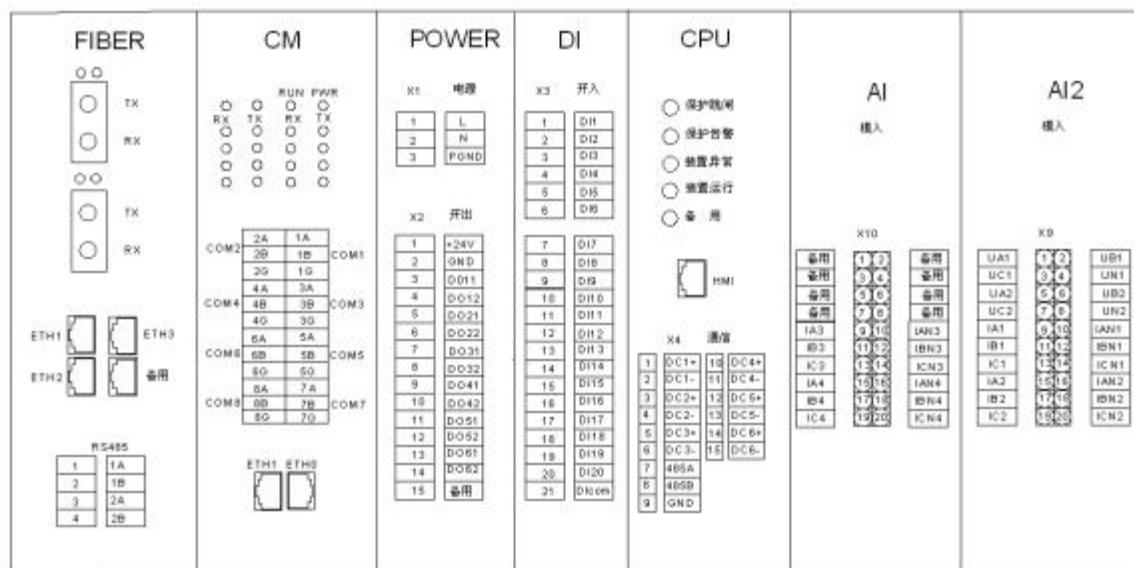 FIBER
TX
RX
TX
RX
ETH1 ETH3
ETH2 备用
RS485
1 1A
2 1B
3 2A
4 2B
CM
RUN PWR
RX TX RX TX
COM2 2A 1A COM1
2B 1B
2G 1G
COM4 4A 3A COM3
4B 3B
4G 3G
COM6 6A 5A COM5
6B 5B
6G 5G
COM8 8A 7A COM7
8B 7B
8G 7G
ETH1 ETH0
POWER
X1 电源
1 L
2 N
3 PGND
X2 开出
1 +24V
2 GND
3 DO11
4 DO12
5 DO21
6 DO22
7 DO31
8 DO32
9 DO41
10 DO42
11 DO51
12 DO52
13 DO61
14 DO62
15 备用
DI
X3 开入
1 DI1
2 DI2
3 DI3
4 DI4
5 DI5
6 DI6
7 DI7
8 DI8
9 DI9
10 DI10
11 DI11
12 DI12
13 DI13
14 DI14
15 DI15
16 DI16
17 DI17
18 DI18
19 DI19
20 DI20
21 DIcom
CPU
保护跳闸
保护告警
装置异常
装置运行
备 用
HMI
X4 通信
1 DC1+ 10 DC4+
2 DC1- 11 DC4-
3 DC2+ 12 DC5+
4 DC2- 13 DC5-
5 DC3+ 14 DC6+
6 DC3- 15 DC6-
7 485A
8 485B
9 GND
AI
模入
X10
备用 1 2 备用
备用 3 4 备用
备用 5 6 备用
备用 7 8 备用
IA3 9 10 IAN3
IB3 11 12 IBN3
IC3 13 14 ICN3
IA4 15 16 IAN4
IB4 17 18 IBN4
IC4 19 20 ICN4
AI2
模入
X9
UA1 1 2 UB1
UC1 3 4 UN1
UA2 5 6 UB2
UC2 7 8 UN2
IA1 9 10 IAN1
IB1 11 12 IBN1
IC1 13 14 ICN1
IA2 15 16 IAN2
IB2 17 18 IBN2
IC2 19 20 ICN2